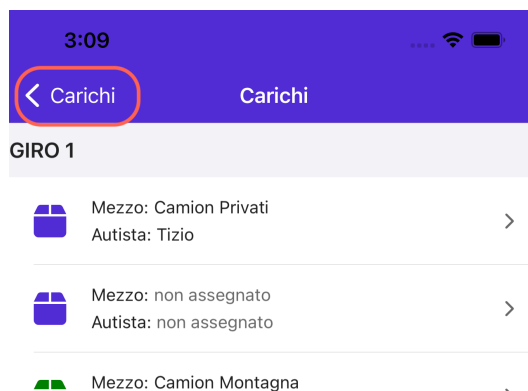 3:09
Carichi
Carichi
GIRO 1
Mezzo: Camion Privati
Autista: Tizio
Mezzo: non assegnato
Autista: non assegnato
Mezzo: Camion Montagna